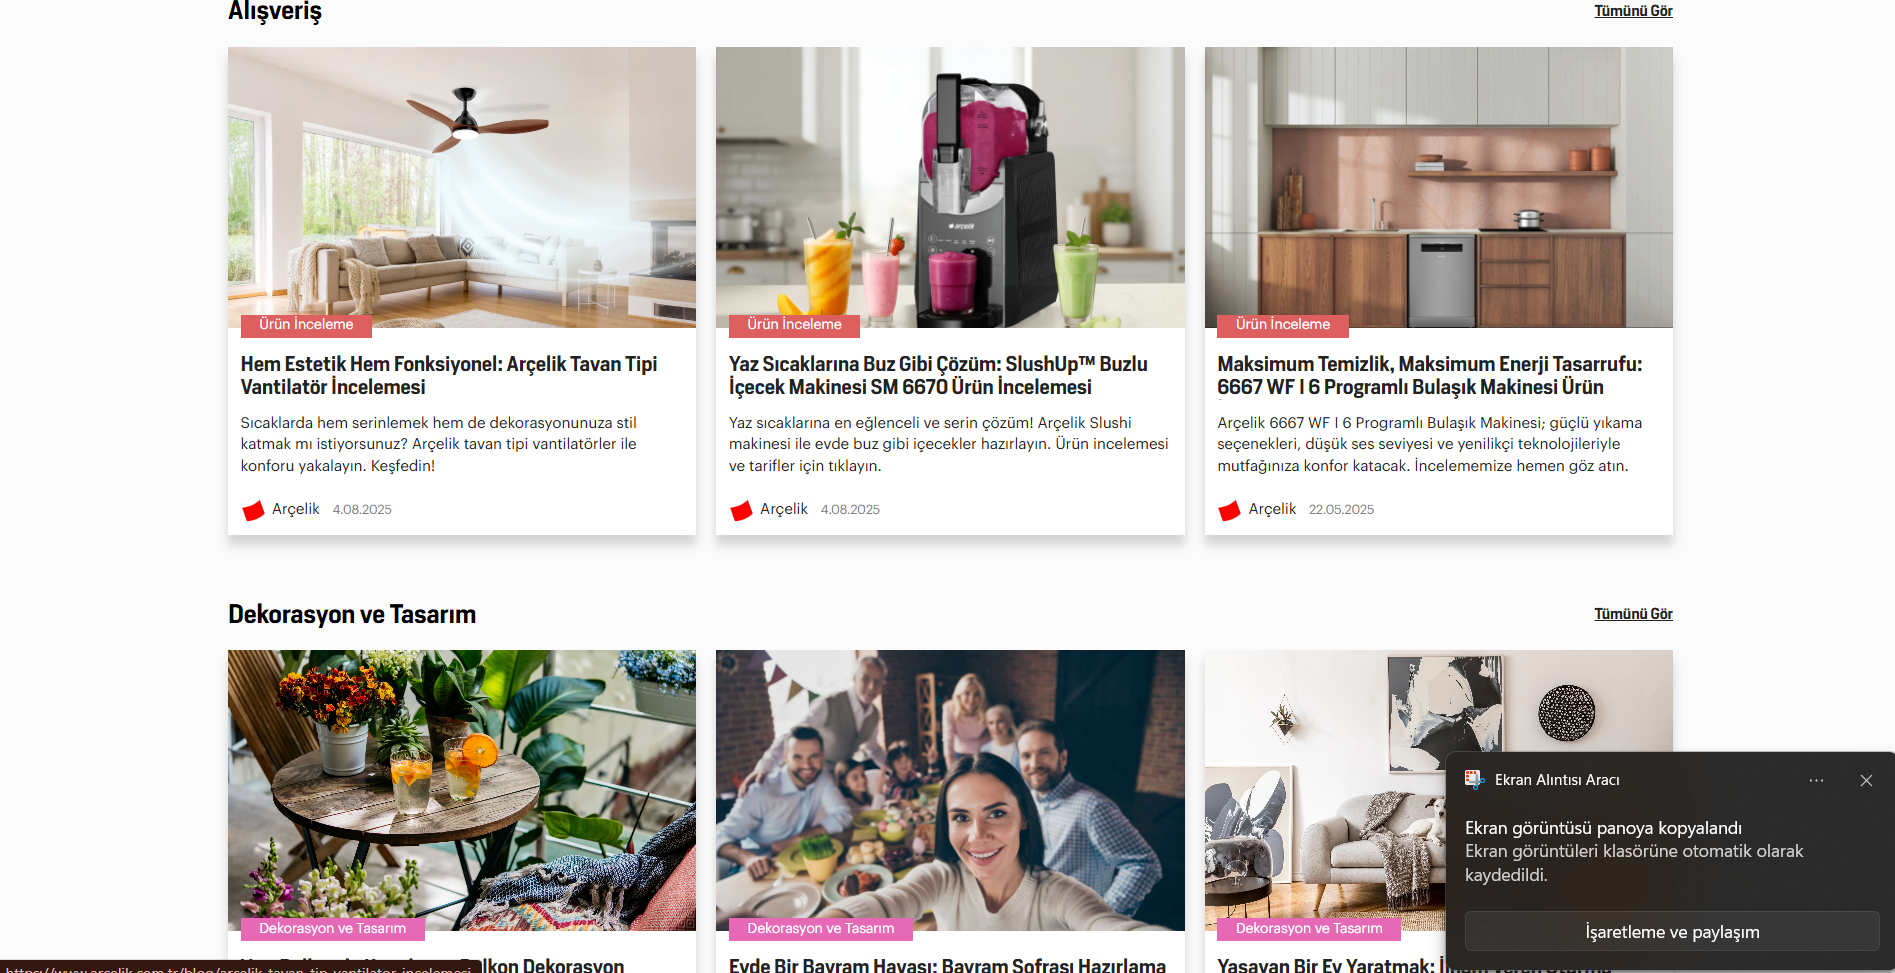 Alışveriş
Tümünü Gör
Ürün İnceleme
Hem Estetik Hem Fonksiyonel: Arçelik Tavan Tipi
Vantilatör İncelemesi
Sıcaklarda hem serinlemek hem de dekorasyonunuza stil
katmak mı istiyorsunuz? Arçelik tavan tipi vantilatörler ile
konforu yakalayın. Keşfedin!
Arçelik 4.08.2025
arçelik
Ürün İnceleme
Yaz Sıcaklarına Buz Gibi Çözüm: SlushUp™ Buzlu
İçecek Makinesi SM 6670 Ürün İncelemesi
Yaz sıcaklarına en eğlenceli ve serin çözüm! Arçelik Slushi
makinesi ile evde buz gibi içecekler hazırlayın. Ürün incelemesi
ve tarifler için tıklayın.
Arçelik 4.08.2025
Ürün İnceleme
Maksimum Temizlik, Maksimum Enerji Tasarrufu:
6667 WF I 6 Programlı Bulaşık Makinesi Ürün
Arçelik 6667 WF I 6 Programlı Bulaşık Makinesi; güçlü yıkama
seçenekleri, düşük ses seviyesi ve yenilikçi teknolojileriyle
mutfağınıza konfor katacak. İncelememize hemen göz atın.
Arçelik 22.05.2025
Dekorasyon ve Tasarım
Tümünü Gör
Dekorasyon ve Tasarım
Balkon Dekorasyon
Dekorasyon ve Tasarım
Evde Bir Bayram Havası: Bayram Sofrası Hazırlama
Dekorasyon ve Tasarım
Yaşayan Bir Ev Yaratmak:
Ekran Alıntısı Aracı
Ekran görüntüsü panoya kopyalandı
Ekran görüntüleri klasörüne otomatik olarak
kaydedildi.
İşaretleme ve paylaşım
https://www.arcelik.com.tr/blog/arcelik-tavan-tip-vantilator-incelemesi